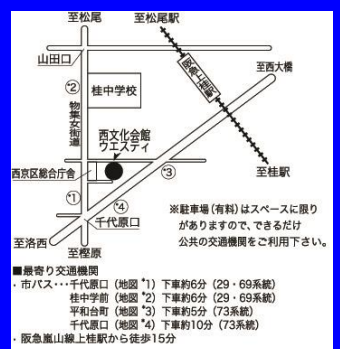 至松尾
至松尾駅
山田口
阪急上桂駅
至西大橋
*2
桂中学校
物集女街道
西文化会館
ウエスティ
西京区総合庁舎
*3
至桂駅
*1
*4
千代原口
至洛西
至樫原
※駐車場(有料)はスペースに限り
がありますので、できるだけ
公共の交通機関をご利用下さい。
■最寄り交通機関
・市バス･･･千代原口(地図 *1)下車約6分(29・69系統)
桂中学前(地図 *2)下車約6分(29・69系統)
平和台町(地図 *3)下車約5分(73系統)
千代原口(地図 *4)下車約10分(73系統)
・阪急嵐山線上桂駅から徒歩15分